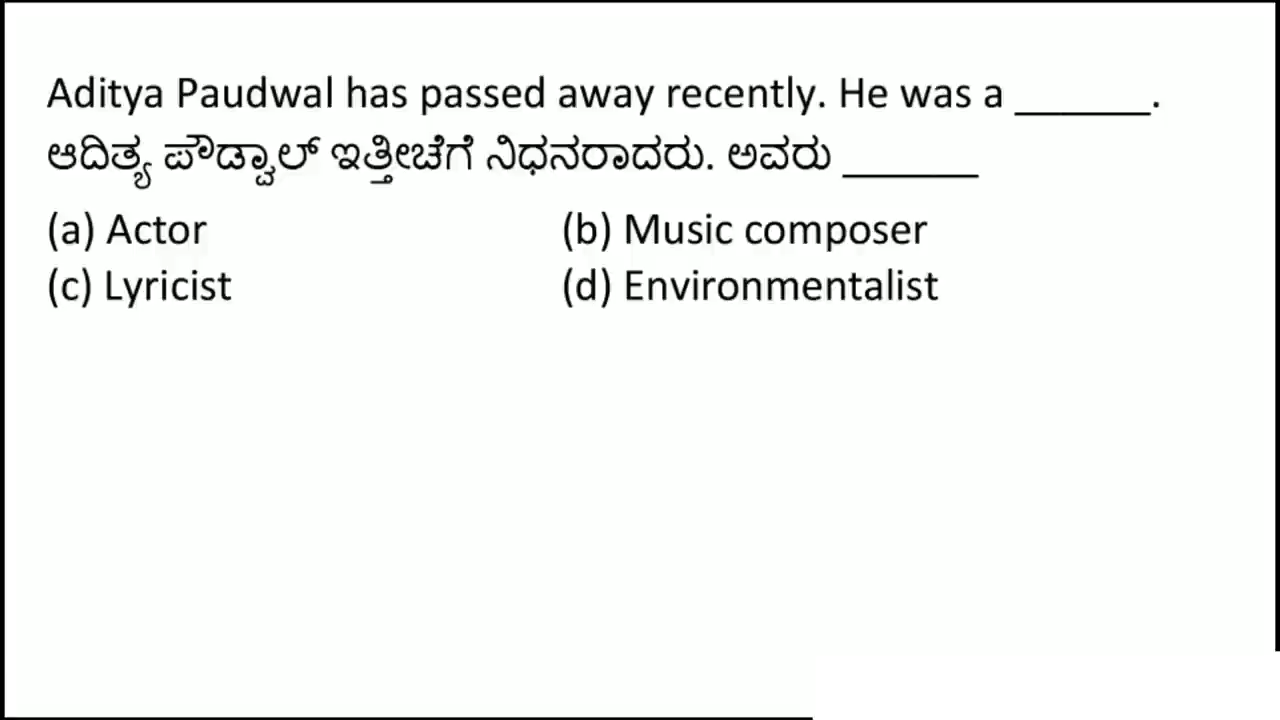 Aditya Paudwal has passed away recently. He was a ______.
ಆದಿತ್ಯ ಪೌಡ್ವಾಲ್ ಇತ್ತೀಚೆಗೆ ನಿಧನರಾದರು. ಅವರು ______
(a) Actor (b) Music composer
(c) Lyricist (d) Environmentalist